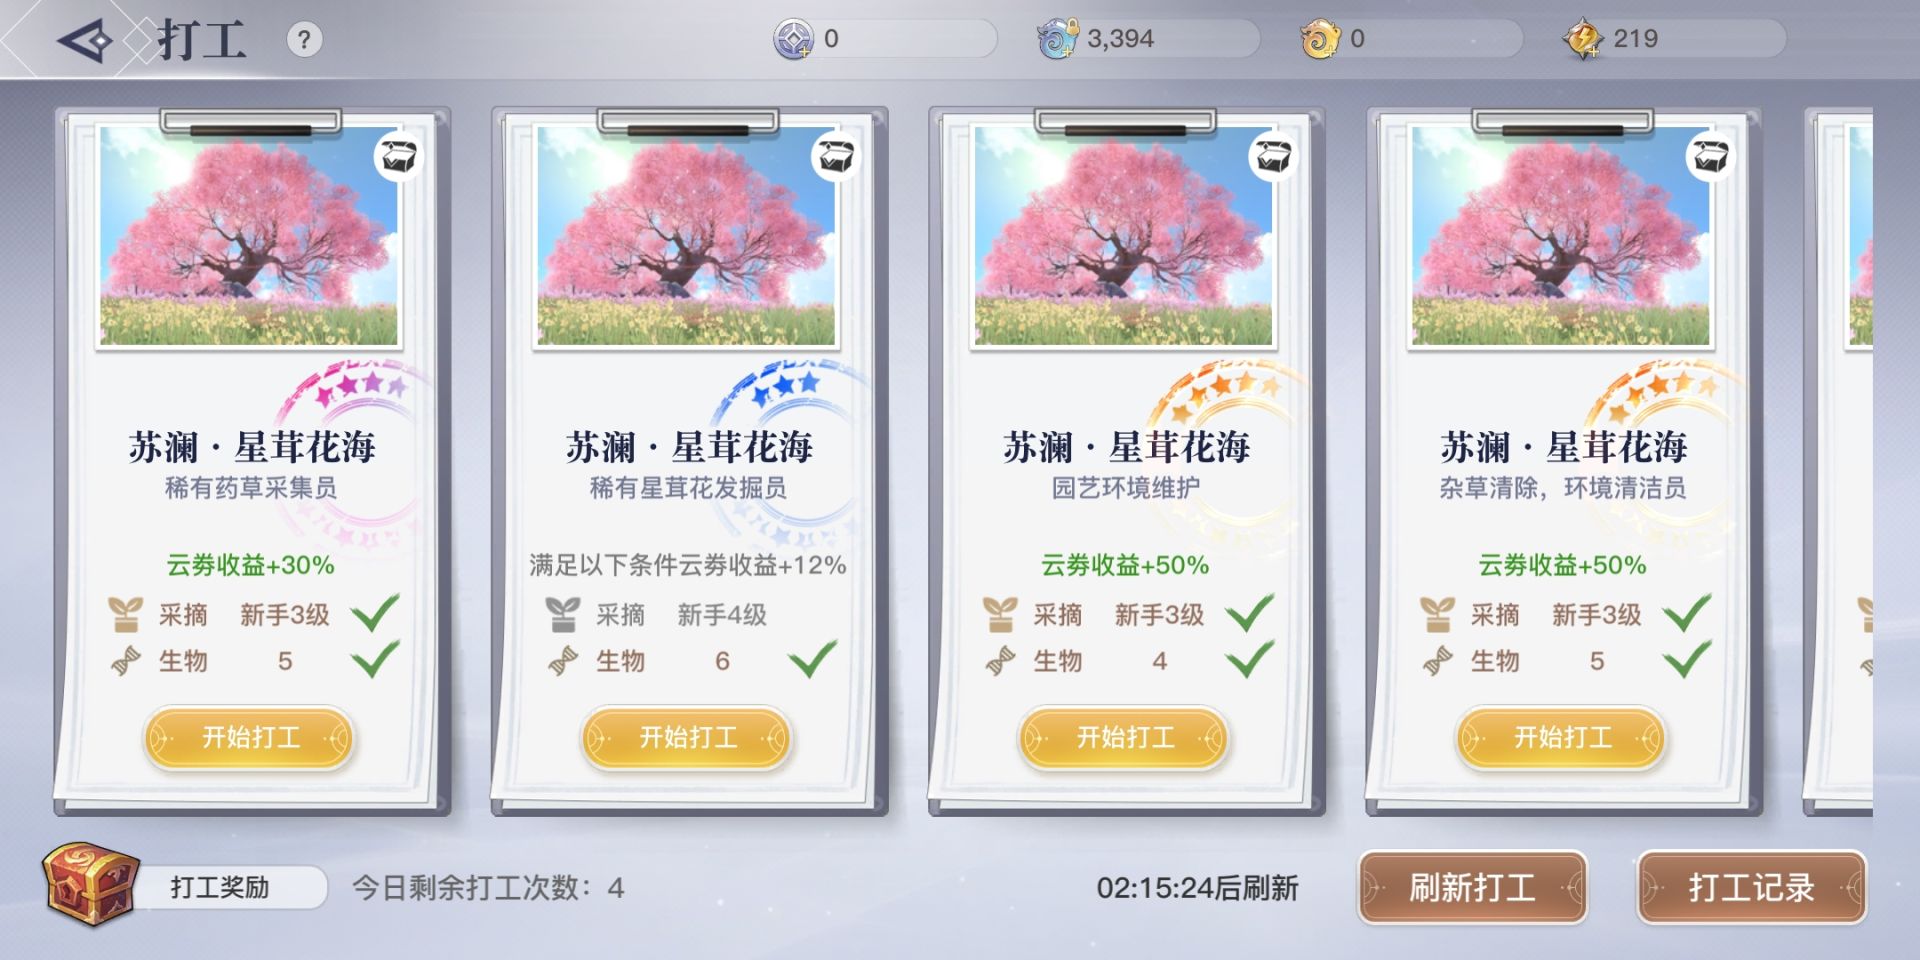 打工
?
0
3,394
0
219
苏澜·星茸花海
稀有药草采集员
云券收益+30%
采摘 新手3级
生物 5
开始打工
苏澜·星茸花海
稀有星茸花发掘员
满足以下条件云券收益+12%
采摘 新手4级
生物 6
开始打工
苏澜·星茸花海
园艺环境维护
云券收益+50%
采摘 新手3级
生物 4
开始打工
苏澜·星茸花海
杂草清除，环境清洁员
云券收益+50%
采摘 新手3级
生物 5
开始打工
打工奖励
今日剩余打工次数：4
02:15:24后刷新
刷新打工
打工记录